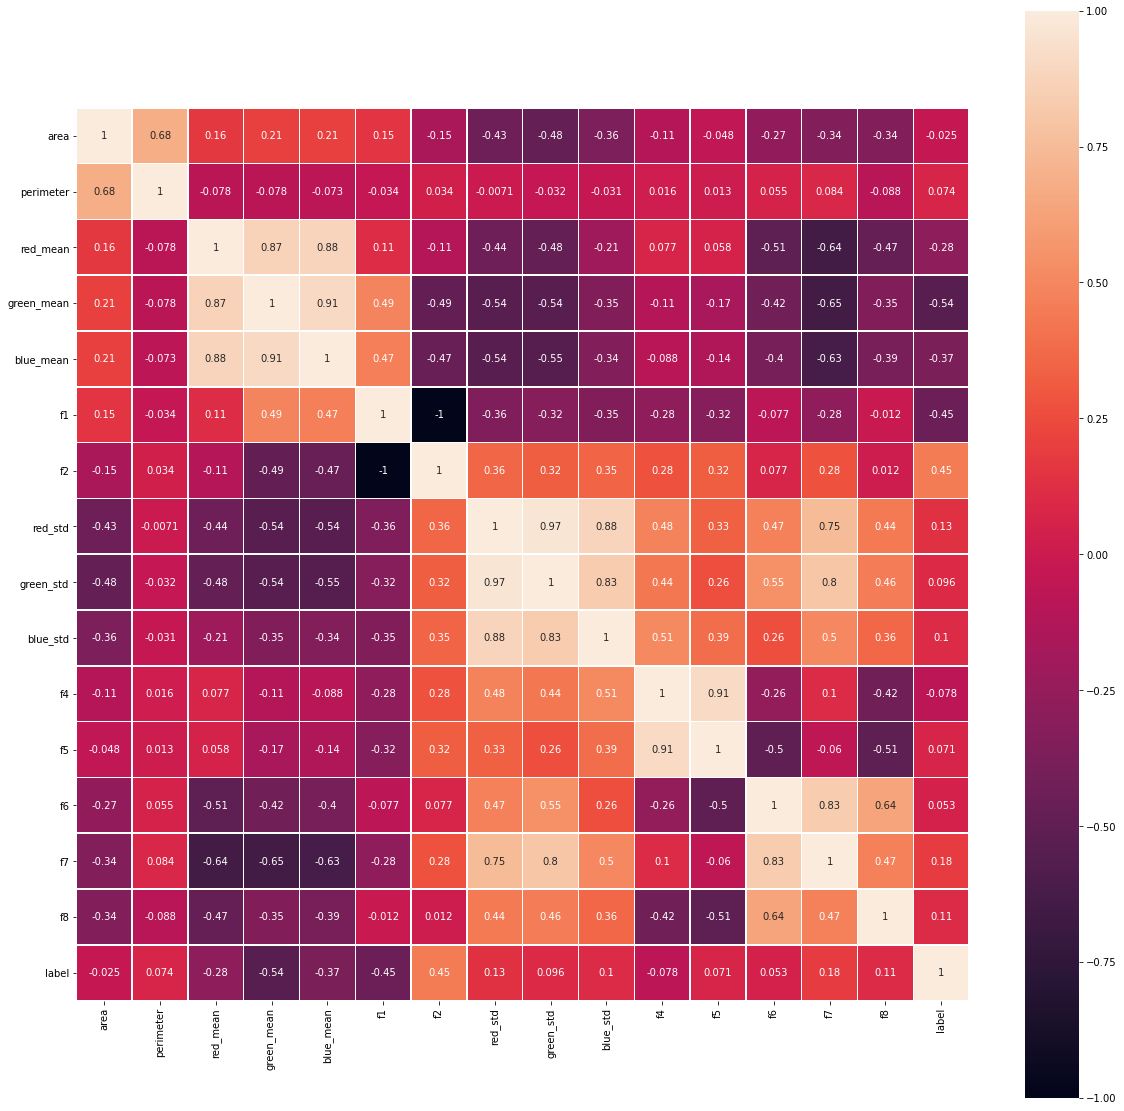 1.00
area 1 0.68 0.16 0.21 0.21 0.15 -0.15 -0.43 -0.48 -0.36 -0.11 -0.048 -0.27 -0.34 -0.34 -0.025
0.75
perimeter 0.68 1 -0.078 -0.078 -0.073 -0.034 0.034 -0.0071 -0.032 -0.031 0.016 0.013 0.055 0.084 -0.088 0.074
red_mean 0.16 -0.078 1 0.87 0.88 0.11 -0.11 -0.44 -0.48 -0.21 0.077 0.058 -0.51 -0.64 -0.47 -0.28
0.50
green_mean 0.21 -0.078 0.87 1 0.91 0.49 -0.49 -0.54 -0.54 -0.35 -0.11 -0.17 -0.42 -0.65 -0.35 -0.54
blue_mean 0.21 -0.073 0.88 0.91 1 0.47 -0.47 -0.54 -0.55 -0.34 -0.088 -0.14 -0.4 -0.63 -0.39 -0.37
f1 0.15 -0.034 0.11 0.49 0.47 1 -1 -0.36 -0.32 -0.35 -0.28 -0.32 -0.077 -0.28 -0.012 -0.45
0.25
f2 -0.15 0.034 -0.11 -0.49 -0.47 -1 1 0.36 0.32 0.35 0.28 0.32 0.077 0.28 0.012 0.45
red_std -0.43 -0.0071 -0.44 -0.54 -0.54 -0.36 0.36 1 0.97 0.88 0.48 0.33 0.47 0.75 0.44 0.13
0.00
green_std -0.48 -0.032 -0.48 -0.54 -0.55 -0.32 0.32 0.97 1 0.83 0.44 0.26 0.55 0.8 0.46 0.096
blue_std -0.36 -0.031 -0.21 -0.35 -0.34 -0.35 0.35 0.88 0.83 1 0.51 0.39 0.26 0.5 0.36 0.1
f4 -0.11 0.016 0.077 -0.11 -0.088 -0.28 0.28 0.48 0.44 0.51 1 0.91 -0.26 0.1 -0.42 -0.078
−0.25
f5 -0.048 0.013 0.058 -0.17 -0.14 -0.32 0.32 0.33 0.26 0.39 0.91 1 -0.5 -0.06 -0.51 0.071
f6 -0.27 0.055 -0.51 -0.42 -0.4 -0.077 0.077 0.47 0.55 0.26 -0.26 -0.5 1 0.83 0.64 0.053
−0.50
f7 -0.34 0.084 -0.64 -0.65 -0.63 -0.28 0.28 0.75 0.8 0.5 0.1 -0.06 0.83 1 0.47 0.18
f8 -0.34 -0.088 -0.47 -0.35 -0.39 -0.012 0.012 0.44 0.46 0.36 -0.42 -0.51 0.64 0.47 1 0.11
−0.75
label -0.025 0.074 -0.28 -0.54 -0.37 -0.45 0.45 0.13 0.096 0.1 -0.078 0.071 0.053 0.18 0.11 1
area perimeter red_mean green_mean blue_mean f1 f2 red_std green_std blue_std f4 f5 f6 f7 f8 label
−1.00